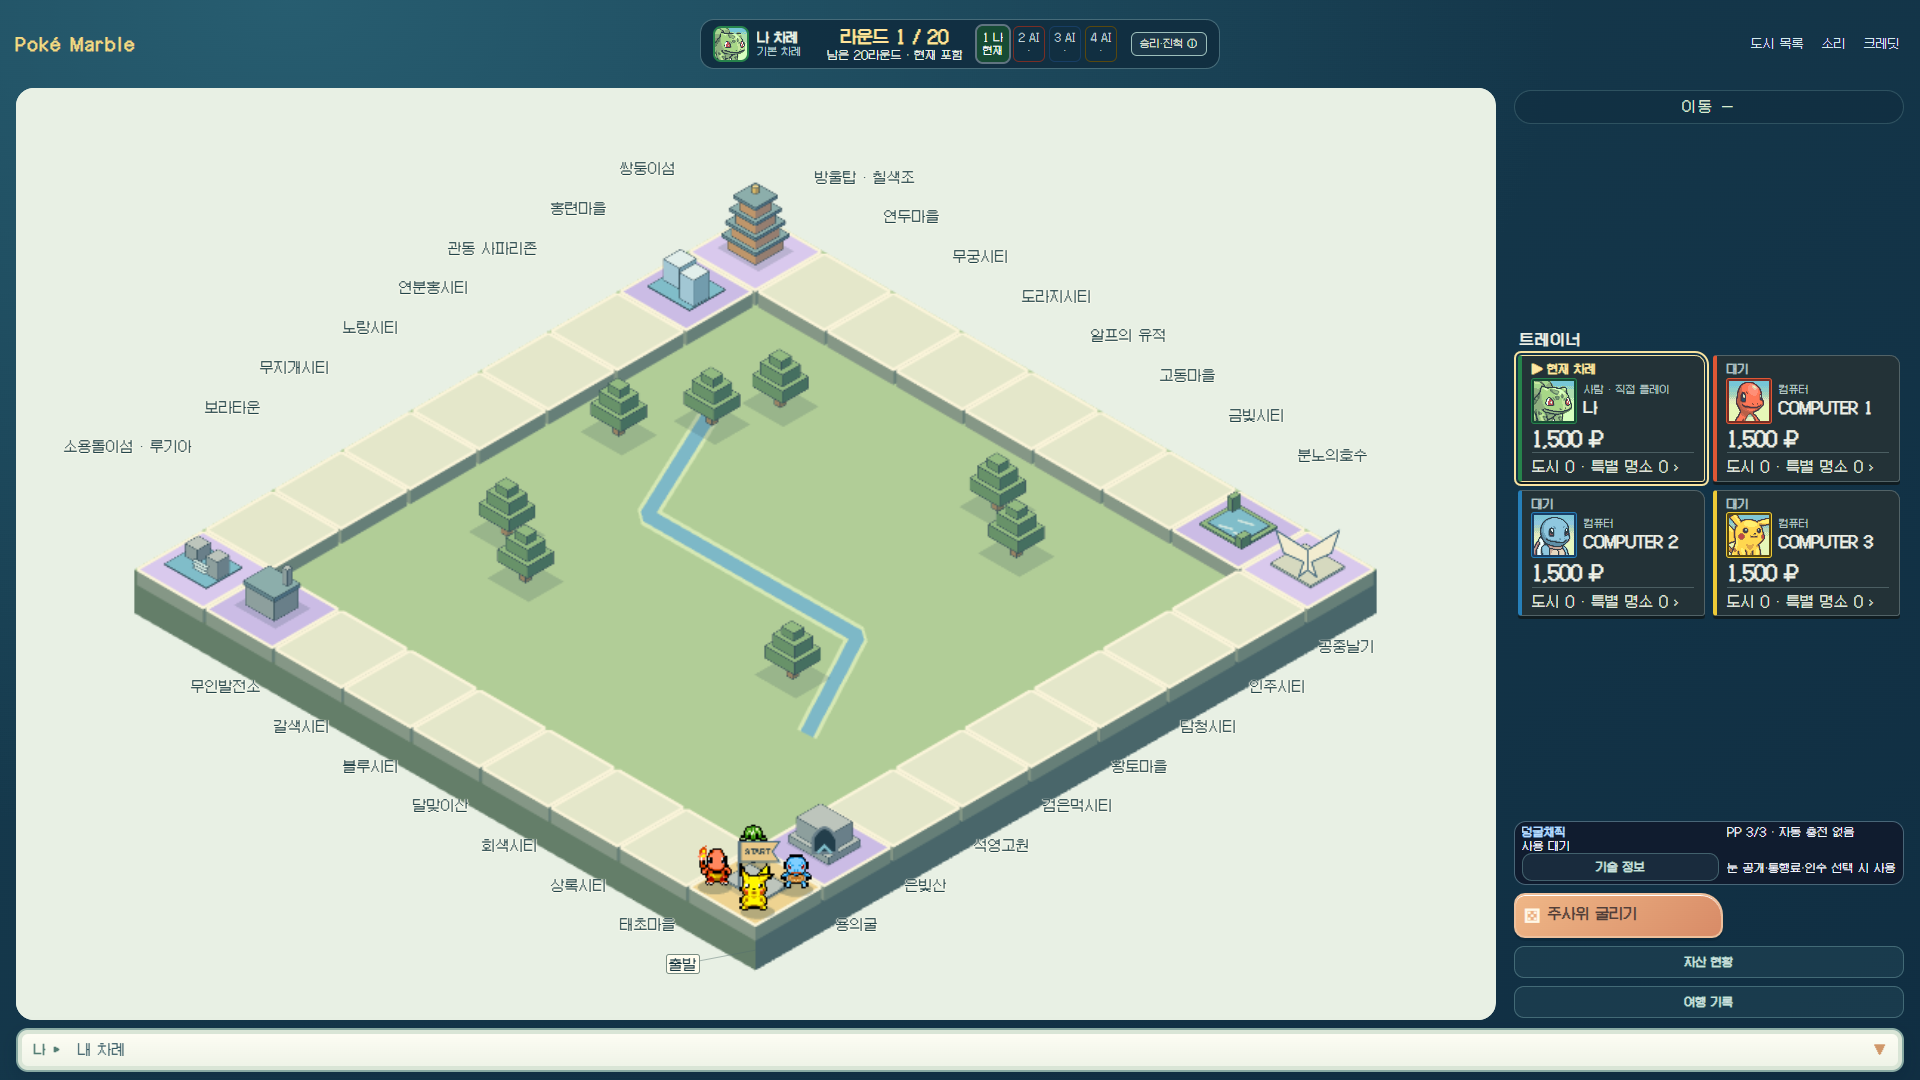 Poké Marble
나 차례
기본 차례
라운드 1 / 20
남은 20라운드 · 현재 포함
1 나
현재
2 AI
·
3 AI
·
4 AI
·
승리·진척 ⓘ
도시 목록
소리
크레딧
이동 —
쌍둥이섬
방울탑 · 칠색조
홍련마을
연두마을
관동 사파리존
무궁시티
연분홍시티
도라지시티
노랑시티
알프의 유적
무지개시티
고동마을
보라타운
금빛시티
소용돌이섬 · 루기아
분노의호수
공중날기
무인발전소
인주시티
갈색시티
담청시티
블루시티
황토마을
달맞이산
검은먹시티
회색시티
석영고원
상록시티
은빛산
태초마을
용의굴
START
출발
트레이너
▶ 현재 차례
사람 · 직접 플레이
나
1,500 ₽
도시 0 · 특별 명소 0 ›
대기
컴퓨터
COMPUTER 1
1,500 ₽
도시 0 · 특별 명소 0 ›
대기
컴퓨터
COMPUTER 2
1,500 ₽
도시 0 · 특별 명소 0 ›
대기
컴퓨터
COMPUTER 3
1,500 ₽
도시 0 · 특별 명소 0 ›
덩굴채찍
사용 대기
PP 3/3 · 자동 충전 없음
기술 정보
눈 공개·통행료·인수 선택 시 사용
주사위 굴리기
자산 현황
여행 기록
나 ▸ 내 차례
▼